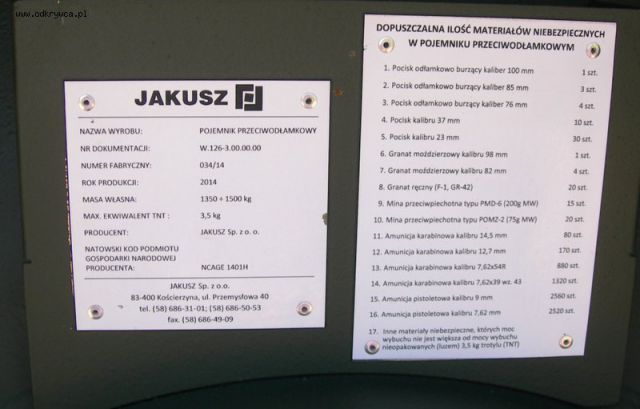 www.odkrywca.pl
JAKUSZ
NAZWA WYROBU: POJEMNIK PRZECIWODŁAMKOWY
NR DOKUMENTACJI: W.126-3.00.00.00
NUMER FABRYCZNY: 034/14
ROK PRODUKCJI: 2014
MASA WŁASNA: 1350 ÷ 1500 kg
MAX. EKWIWALENT TNT : 3,5 kg
PRODUCENT: JAKUSZ Sp. z o. o.
NATOWSKI KOD PODMIOTU
GOSPODARKI NARODOWEJ
PRODUCENTA: NCAGE 1401H
JAKUSZ Sp. z o.o.
83-400 Kościerzyna, ul. Przemysłowa 40
tel. (58) 686-31-01; (58) 686-50-53
fax. (58) 686-49-09
DOPUSZCZALNA ILOŚĆ MATERIAŁÓW NIEBEZPIECZNYCH
W POJEMNIKU PRZECIWODŁAMKOWYM
1. Pocisk odłamkowo burzący kaliber 100 mm 1 szt.
2. Pocisk odłamkowo burzący kaliber 85 mm 3 szt.
3. Pocisk odłamkowo burzący kaliber 76 mm 4 szt.
4. Pocisk kalibru 37 mm 10 szt.
5. Pocisk kalibru 23 mm 30 szt.
6. Granat moździerzowy kalibru 98 mm 1 szt.
7. Granat moździerzowy kalibru 82 mm 4 szt.
8. Granat ręczny (F-1, GR-42) 20 szt.
9. Mina przeciwpiechotna typu PMD-6 (200g MW) 15 szt.
10. Mina przeciwpiechotna typu POMZ-2 (75g MW) 20 szt.
11. Amunicja karabinowa kalibru 14,5 mm 80 szt.
12. Amunicja karabinowa kalibru 12,7 mm 170 szt.
13. Amunicja karabinowa kalibru 7,62x54R 880 szt.
14. Amunicja karabinowa kalibru 7,62x39 wz. 43 1320 szt.
15. Amunicja pistoletowa kalibru 9 mm 2560 szt.
16. Amunicja pistoletowa kalibru 7,62 mm 2520 szt.
17. Inne materiały niebezpieczne, których moc
wybuchu nie jest większa od mocy wybuchu
nieopakowanych (luzem) 3,5 kg trotylu (TNT)